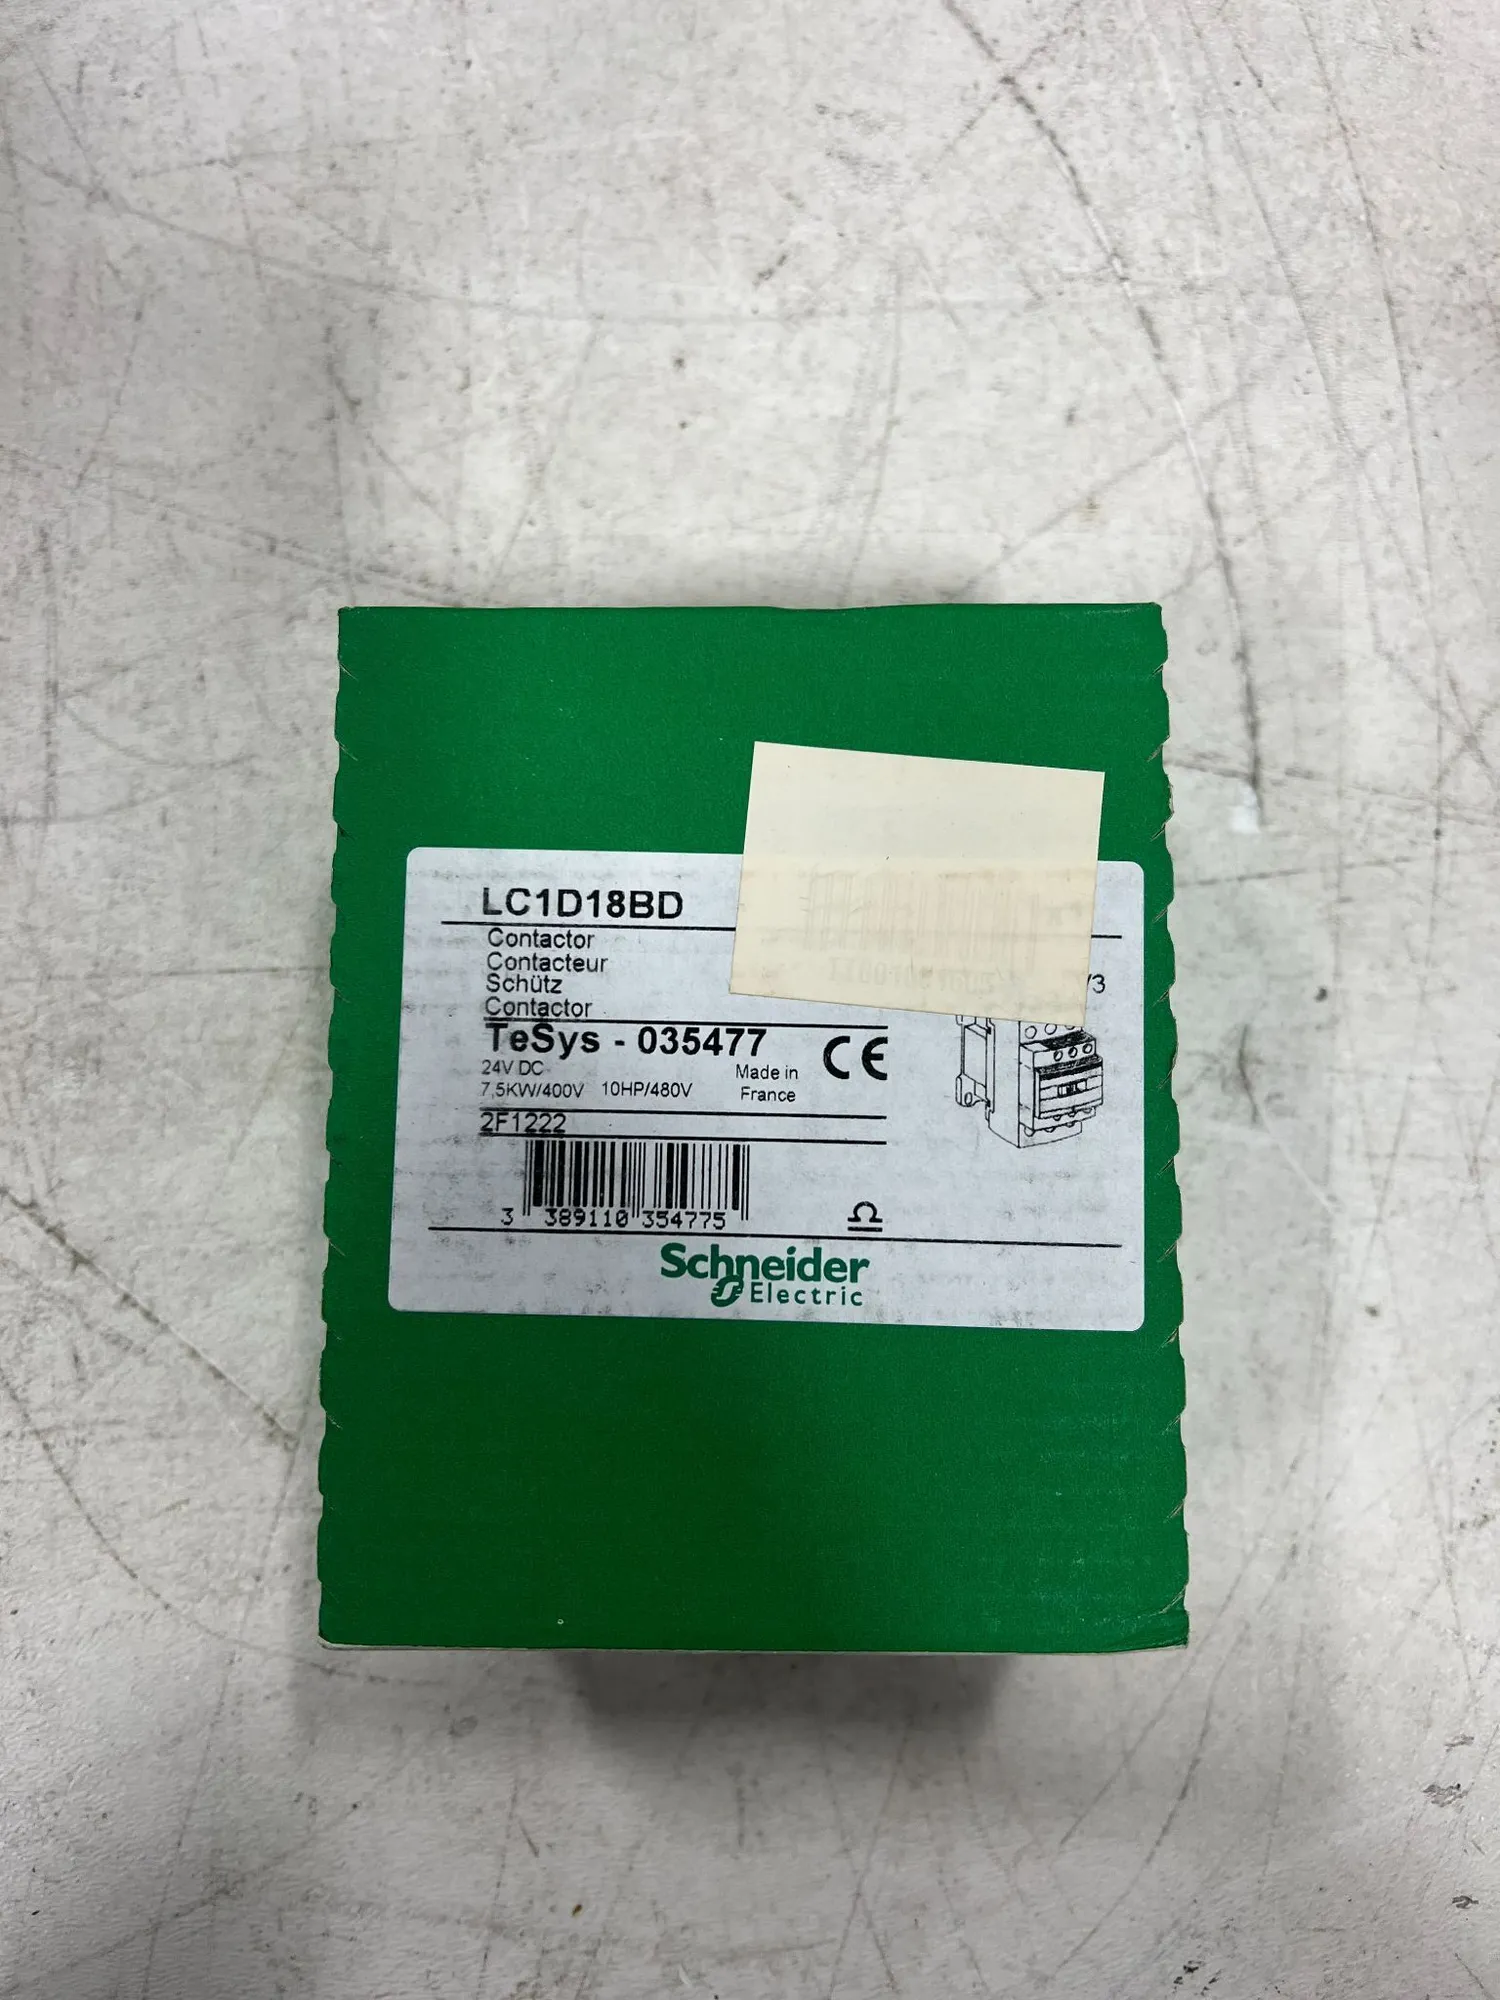 LC1D18BD
Contactor
Contacteur
Schütz
Contactor
/3
TeSys - 035477
24V DC
7,5KW/400V 10HP/480V
Made in
France
CE
2F1222
3 389110 354775
Schneider
Electric